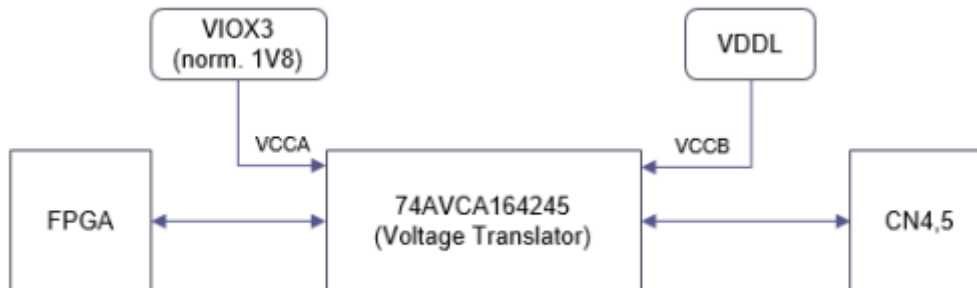 VIOX3
(norm. 1V8)
VDDL
VCCA
VCCB
FPGA
74AVCA164245
(Voltage Translator)
CN4,5